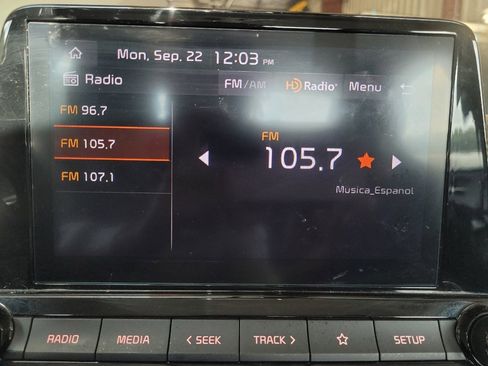 Mon, Sep. 22 12:03 PM
Radio FM/AM HD Radio Menu
FM 96.7
FM 105.7
FM 107.1
FM
105.7
Musica_Espanol
RADIO MEDIA < SEEK TRACK > SETUP